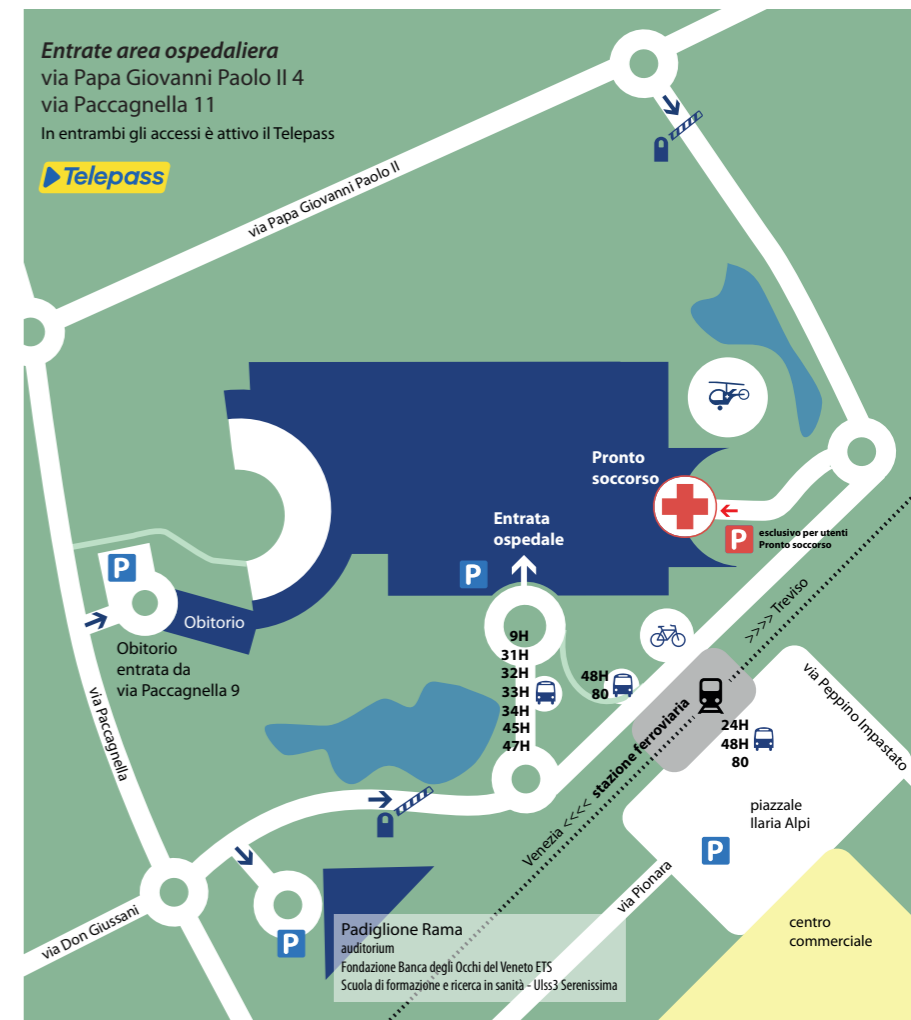 Entrate area ospedaliera
via Papa Giovanni Paolo II 4
via Paccagnella 11
In entrambi gli accessi è attivo il Telepass
Telepass
via Papa Giovanni Paolo II
Pronto
soccorso
Entrata
ospedale
P
P
esclusivo per utenti
Pronto soccorso
P
Obitorio
Obitorio
entrata da
via Paccagnella 9
9H
31H
32H
33H
34H
45H
47H
48H
80
>>>> Treviso
via Peppino Impastato
via Paccagnella
stazione ferroviaria
24H
48H
80
Venezia <<<<
piazzale
Ilaria Alpi
P
via Pionara
via Don Giussani
P
Padiglione Rama
auditorium
Fondazione Banca degli Occhi del Veneto ETS
Scuola di formazione e ricerca in sanità - Ulss3 Serenissima
centro
commerciale